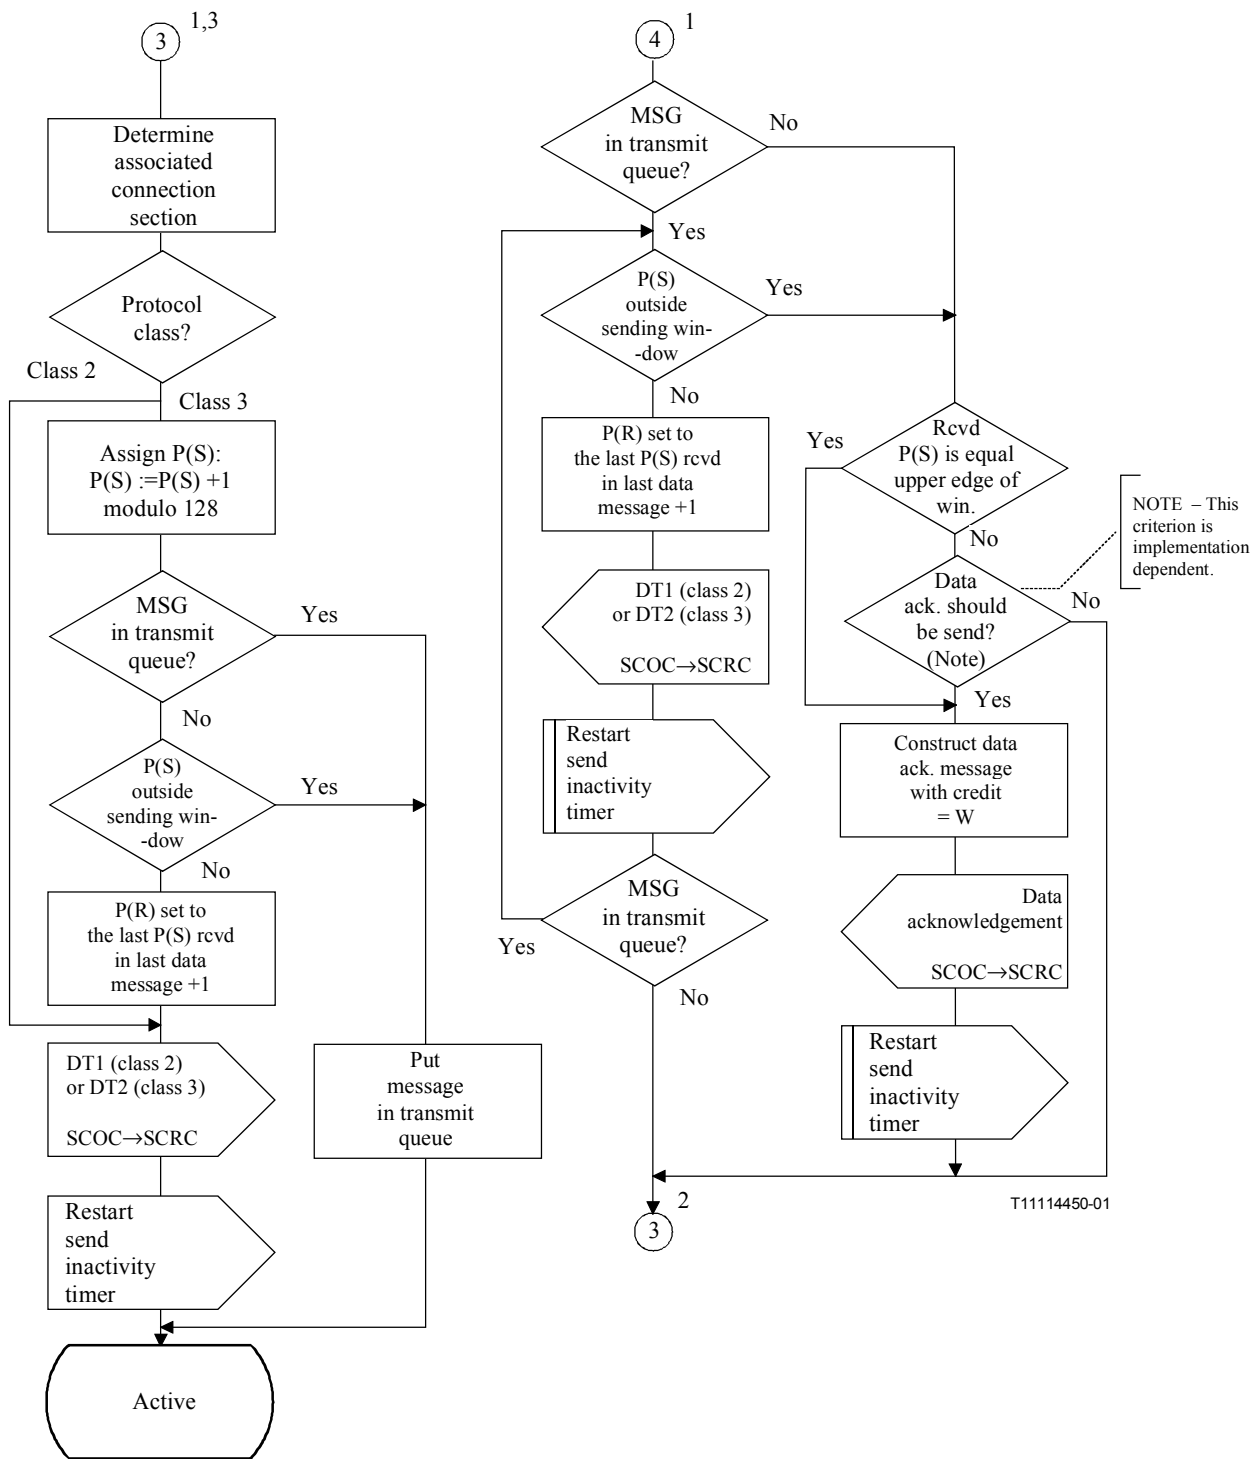 1,3
3
Determine
associated
connection
section
Protocol
class?
Class 2
Class 3
Assign P(S):
P(S) :=P(S) +1
modulo 128
MSG
in transmit
queue?
Yes
No
P(S)
outside
sending win-
-dow
Yes
No
P(R) set to
the last P(S) rcvd
in last data
message +1
DT1 (class 2)
or DT2 (class 3)
SCOC→SCRC
Put
message
in transmit
queue
Restart
send
inactivity
timer
Active
1
4
MSG
in transmit
queue?
No
Yes
P(S)
outside
sending win-
-dow
Yes
No
P(R) set to
the last P(S) rcvd
in last data
message +1
DT1 (class 2)
or DT2 (class 3)
SCOC→SCRC
Restart
send
inactivity
timer
MSG
in transmit
queue?
Yes
No
Rcvd
P(S) is equal
upper edge of
win.
Yes
No
NOTE – This
criterion is
implementation
dependent.
Data
ack. should
be send?
(Note)
No
Yes
Construct data
ack. message
with credit
= W
Data
acknowledgement
SCOC→SCRC
Restart
send
inactivity
timer
2
3
T11114450-01